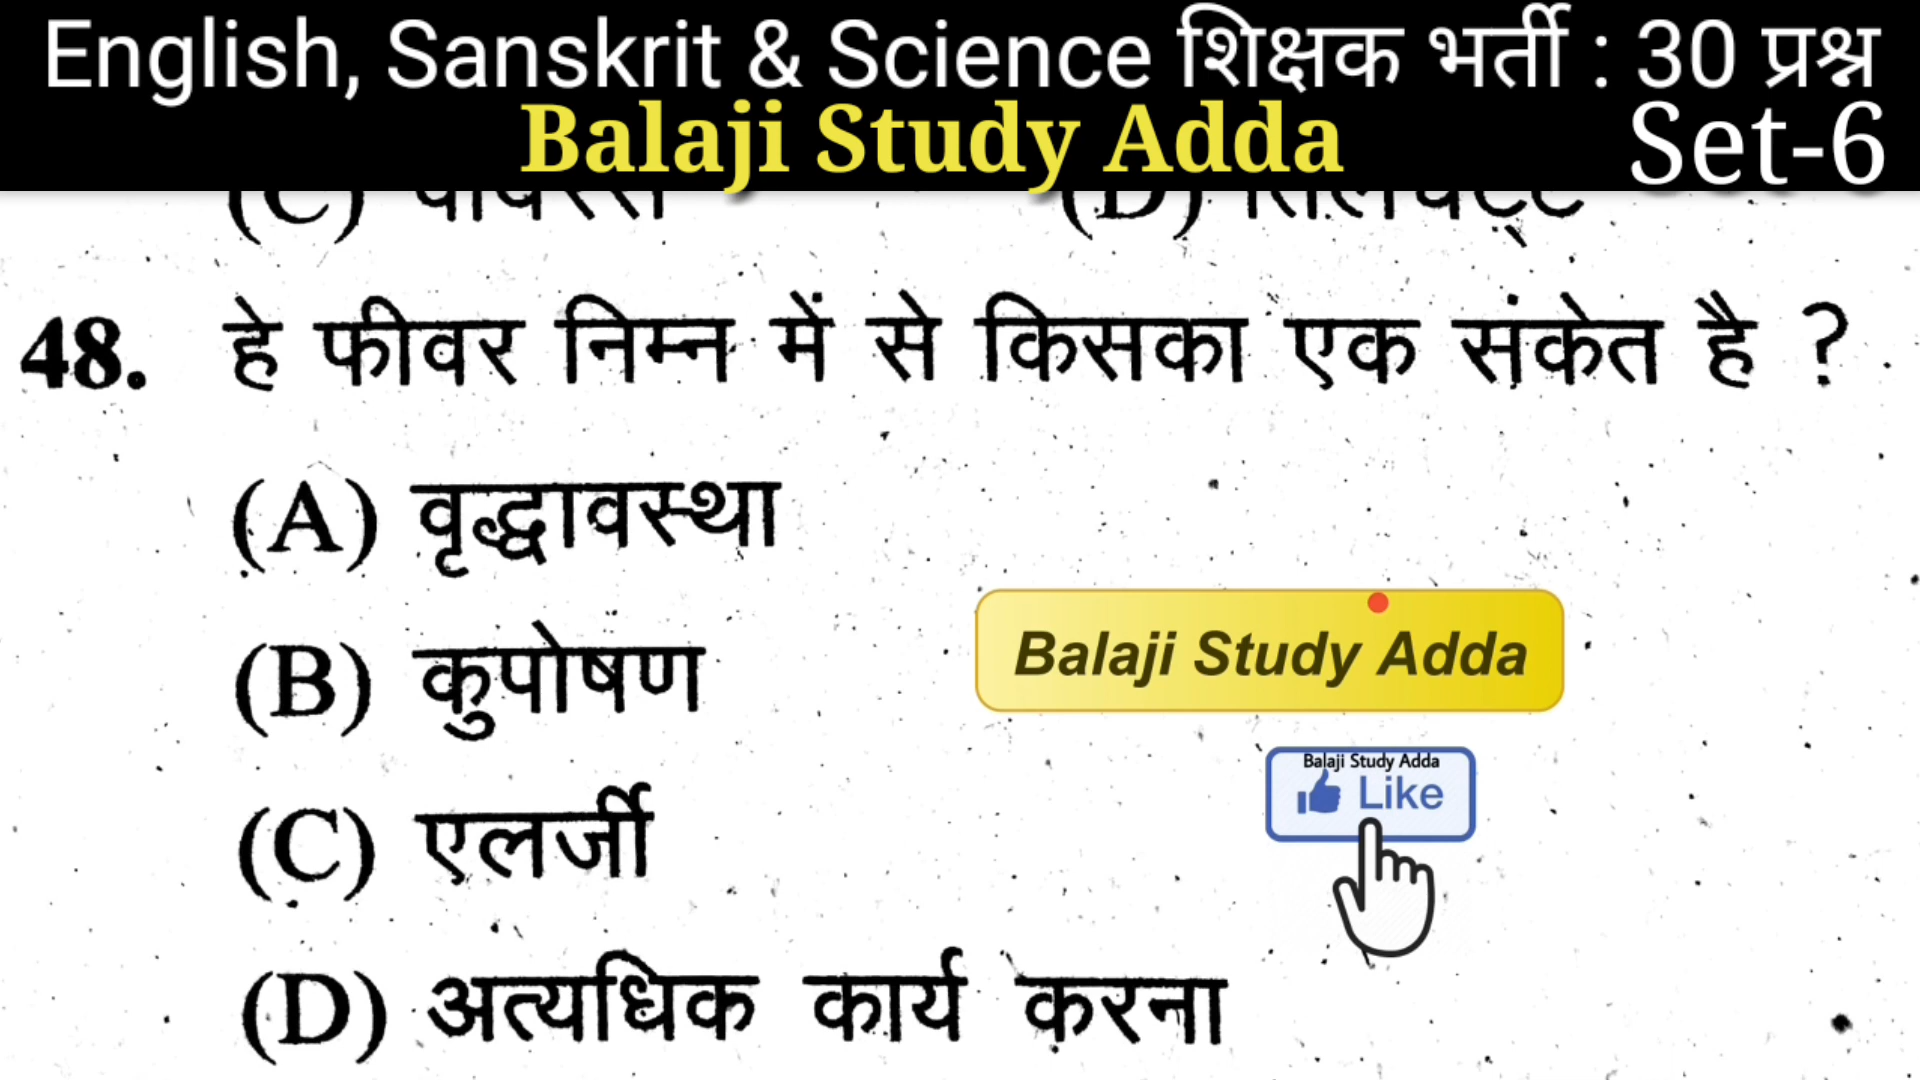 English, Sanskrit & Science शिक्षक भर्ती : 30 प्रश्न
Balaji Study Adda Set-6
(C) (D)
48. हे फीवर निम्न में से किसका एक संकेत है ?
(A) वृद्धावस्था
(B) कुपोषण
Balaji Study Adda
Balaji Study Adda
Like
(C) एलर्जी
(D) अत्यधिक कार्य करना